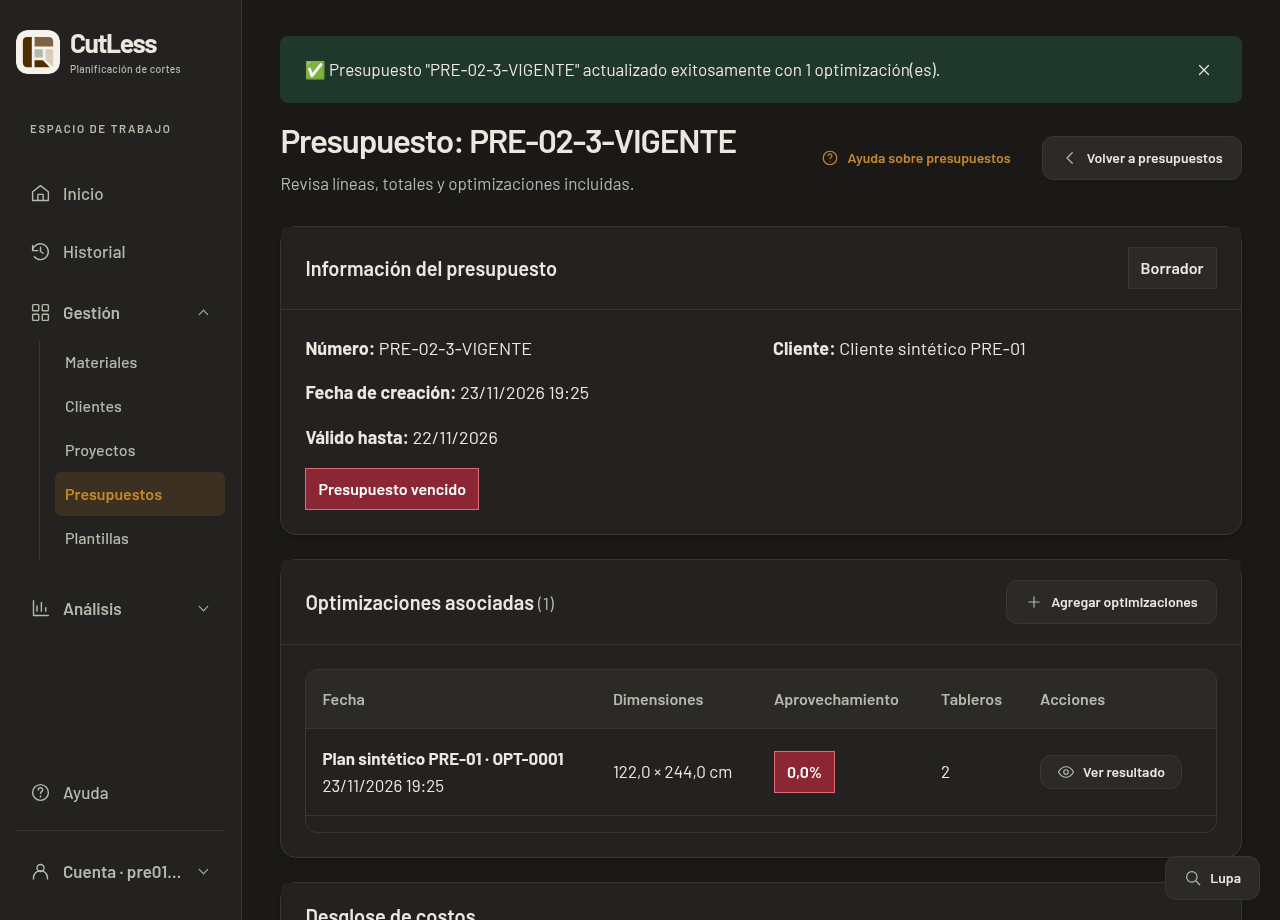 CutLess
Planificación de cortes
ESPACIO DE TRABAJO
Inicio
Historial
Gestión
Materiales
Clientes
Proyectos
Presupuestos
Plantillas
Análisis
Ayuda
Cuenta · pre01...
✅ Presupuesto "PRE-02-3-VIGENTE" actualizado exitosamente con 1 optimización(es).
Presupuesto: PRE-02-3-VIGENTE
Revisa líneas, totales y optimizaciones incluidas.
Ayuda sobre presupuestos
Volver a presupuestos
Información del presupuesto
Borrador
Número: PRE-02-3-VIGENTE
Cliente: Cliente sintético PRE-01
Fecha de creación: 23/11/2026 19:25
Válido hasta: 22/11/2026
Presupuesto vencido
Optimizaciones asociadas (1)
Agregar optimizaciones
Fecha Dimensiones Aprovechamiento Tableros Acciones
Plan sintético PRE-01 · OPT-0001
23/11/2026 19:25
122,0 × 244,0 cm
0,0%
2
Ver resultado
Lupa
Desglose de costos